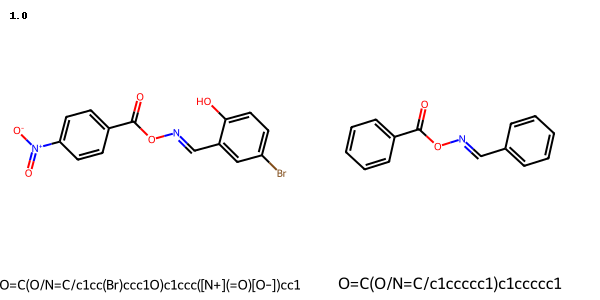 1.0
O
HO
O⁻
O
N
N⁺
O
Br
O
O
N
O=C(O/N=C/c1cc(Br)ccc1O)c1ccc([N+](=O)[O-])cc1
O=C(O/N=C/c1ccccc1)c1ccccc1